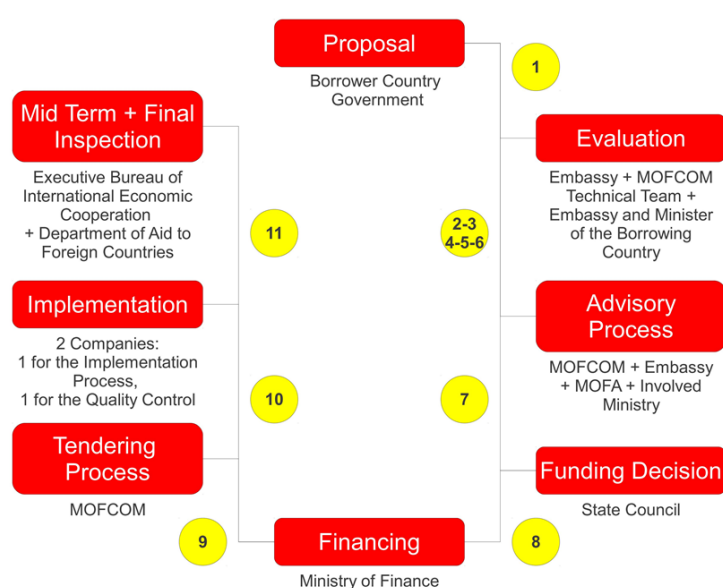 Proposal
Borrower Country
Government
1
Evaluation
Embassy + MOFCOM
Technical Team +
Embassy and Minister
of the Borrowing
Country
2-3
4-5-6
Advisory
Process
MOFCOM + Embassy
+ MOFA + Involved
Ministry
7
Funding Decision
State Council
8
Financing
Ministry of Finance
9
Tendering
Process
MOFCOM
10
Implementation
2 Companies:
1 for the Implementation
Process,
1 for the Quality Control
11
Mid Term + Final
Inspection
Executive Bureau of
International Economic
Cooperation
+ Department of Aid to
Foreign Countries